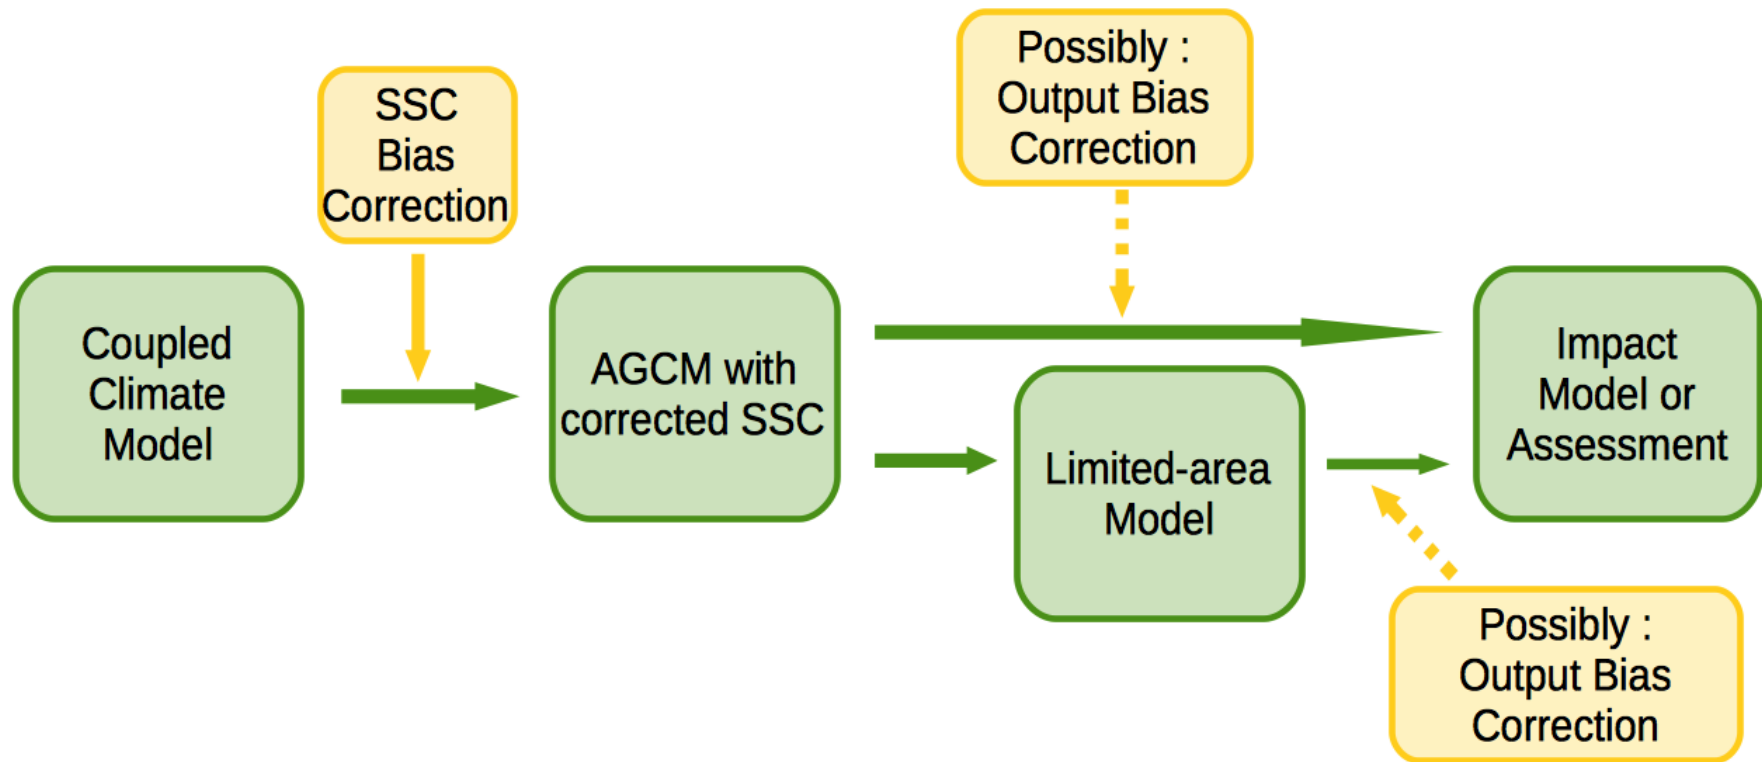 SSC
Bias
Correction
Possibly :
Output Bias
Correction
Coupled
Climate
Model
AGCM with
corrected SSC
Limited-area
Model
Impact
Model or
Assessment
Possibly :
Output Bias
Correction